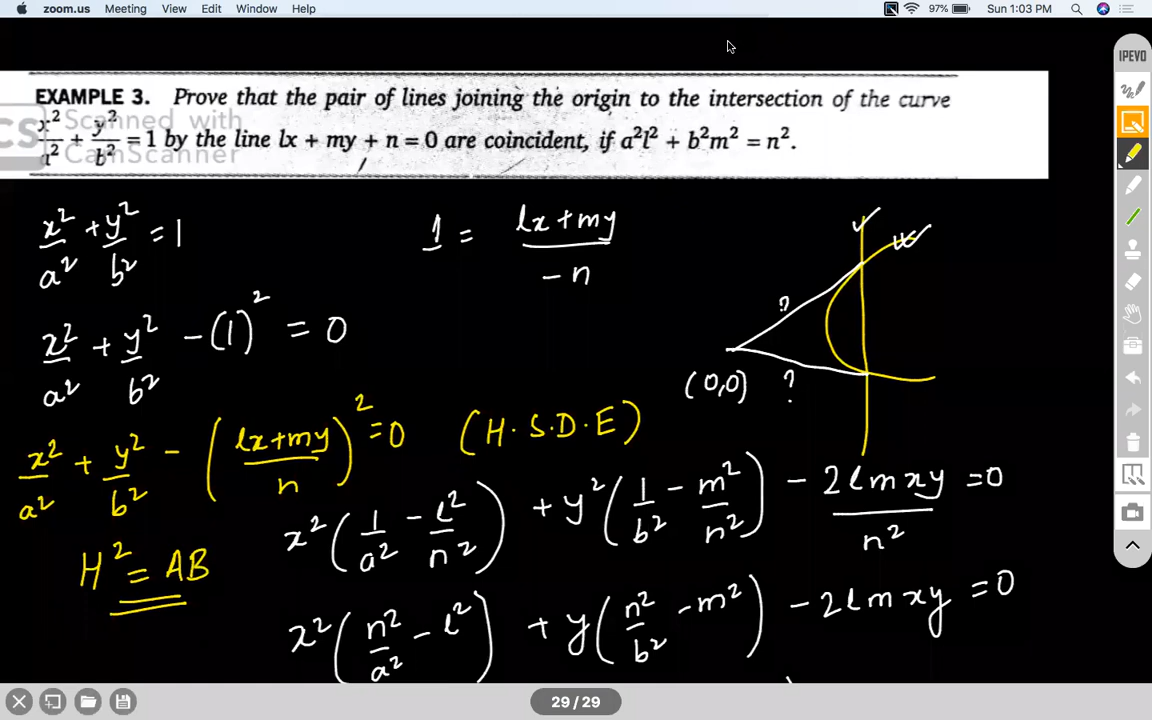 zoom.us Meeting View Edit Window Help 97% Sun 1:03 PM
IPEVO
EXAMPLE 3. Prove that the pair of lines joining the origin to the intersection of the curve
x²/a² + y²/b² = 1 by the line lx + my + n = 0 are coincident, if a²l² + b²m² = n².
CS Scanned with
CamScanner
x²/a² + y²/b² = 1
1 = (lx + my)/(-n)
x²/a² + y²/b² - (1)² = 0
(0,0)
?
?
x²/a² + y²/b² - ((lx + my)/n)² = 0 (H.S.D.E)
x²(1/a² - l²/n²) + y²(1/b² - m²/n²) - 2lmxy/n² = 0
H² = AB
x²(n²/a² - l²) + y(n²/b² - m²) - 2lmxy = 0
29 / 29